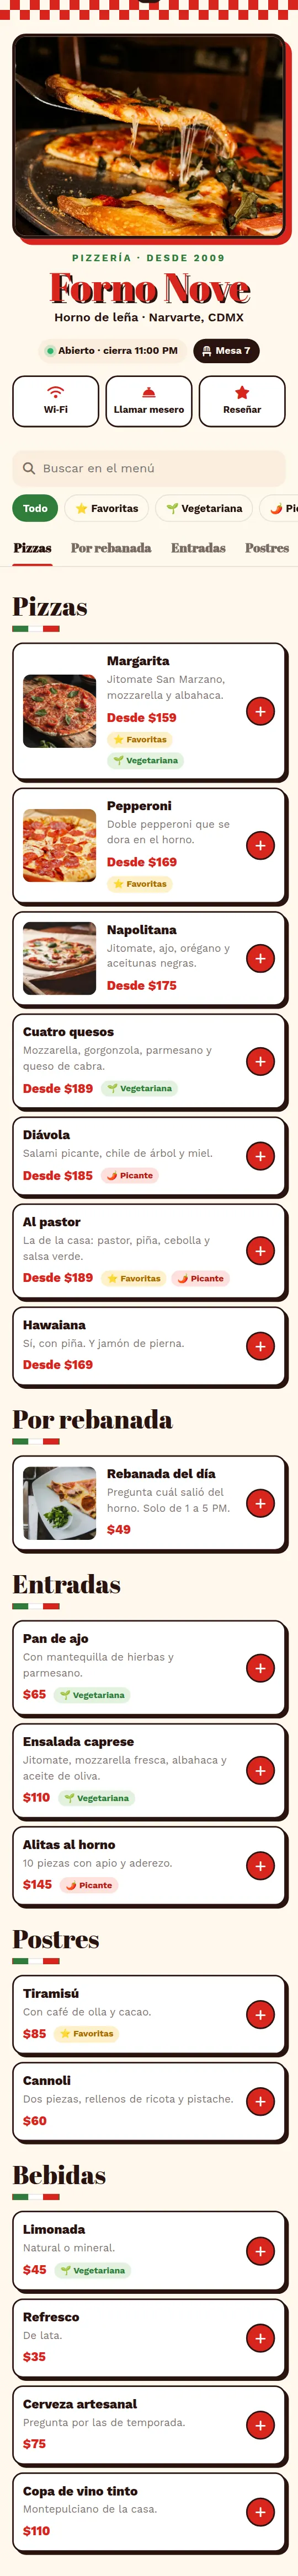 PIZZERÍA · DESDE 2009
Forno Nove
Horno de leña · Narvarte, CDMX
Abierto · cierra 11:00 PM
Mesa 7
Wi-Fi
Llamar mesero
Reseñar
Buscar en el menú
Todo
⭐ Favoritas
🌱 Vegetariana
🌶️ Pi
Pizzas
Por rebanada
Entradas
Postres
Pizzas
Margarita
Jitomate San Marzano,
mozzarella y albahaca.
Desde $159
⭐ Favoritas
🌱 Vegetariana
Pepperoni
Doble pepperoni que se
dora en el horno.
Desde $169
⭐ Favoritas
Napolitana
Jitomate, ajo, orégano y
aceitunas negras.
Desde $175
Cuatro quesos
Mozzarella, gorgonzola, parmesano y
queso de cabra.
Desde $189 🌱 Vegetariana
Diávola
Salami picante, chile de árbol y miel.
Desde $185 🌶️ Picante
Al pastor
La de la casa: pastor, piña, cebolla y
salsa verde.
Desde $189 ⭐ Favoritas 🌶️ Picante
Hawaiana
Sí, con piña. Y jamón de pierna.
Desde $169
Por rebanada
Rebanada del día
Pregunta cuál salió del
horno. Solo de 1 a 5 PM.
$49
Entradas
Pan de ajo
Con mantequilla de hierbas y
parmesano.
$65 🌱 Vegetariana
Ensalada caprese
Jitomate, mozzarella fresca, albahaca y
aceite de oliva.
$110 🌱 Vegetariana
Alitas al horno
10 piezas con apio y aderezo.
$145 🌶️ Picante
Postres
Tiramisú
Con café de olla y cacao.
$85 ⭐ Favoritas
Cannoli
Dos piezas, rellenos de ricota y pistache.
$60
Bebidas
Limonada
Natural o mineral.
$45 🌱 Vegetariana
Refresco
De lata.
$35
Cerveza artesanal
Pregunta por las de temporada.
$75
Copa de vino tinto
Montepulciano de la casa.
$110